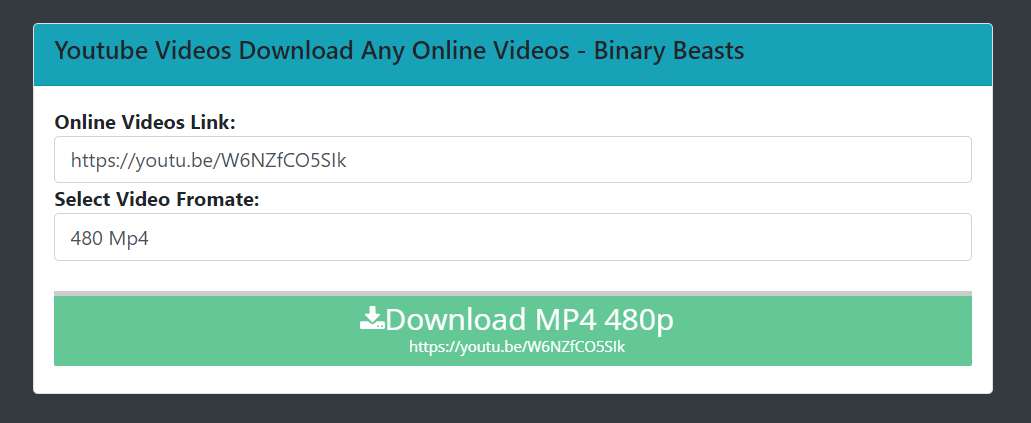 Youtube Videos Download Any Online Videos - Binary Beasts
Online Videos Link:
https://youtu.be/W6NZfCO5SIk
Select Video Fromate:
480 Mp4
Download MP4 480p
https://youtu.be/W6NZfCO5SIk